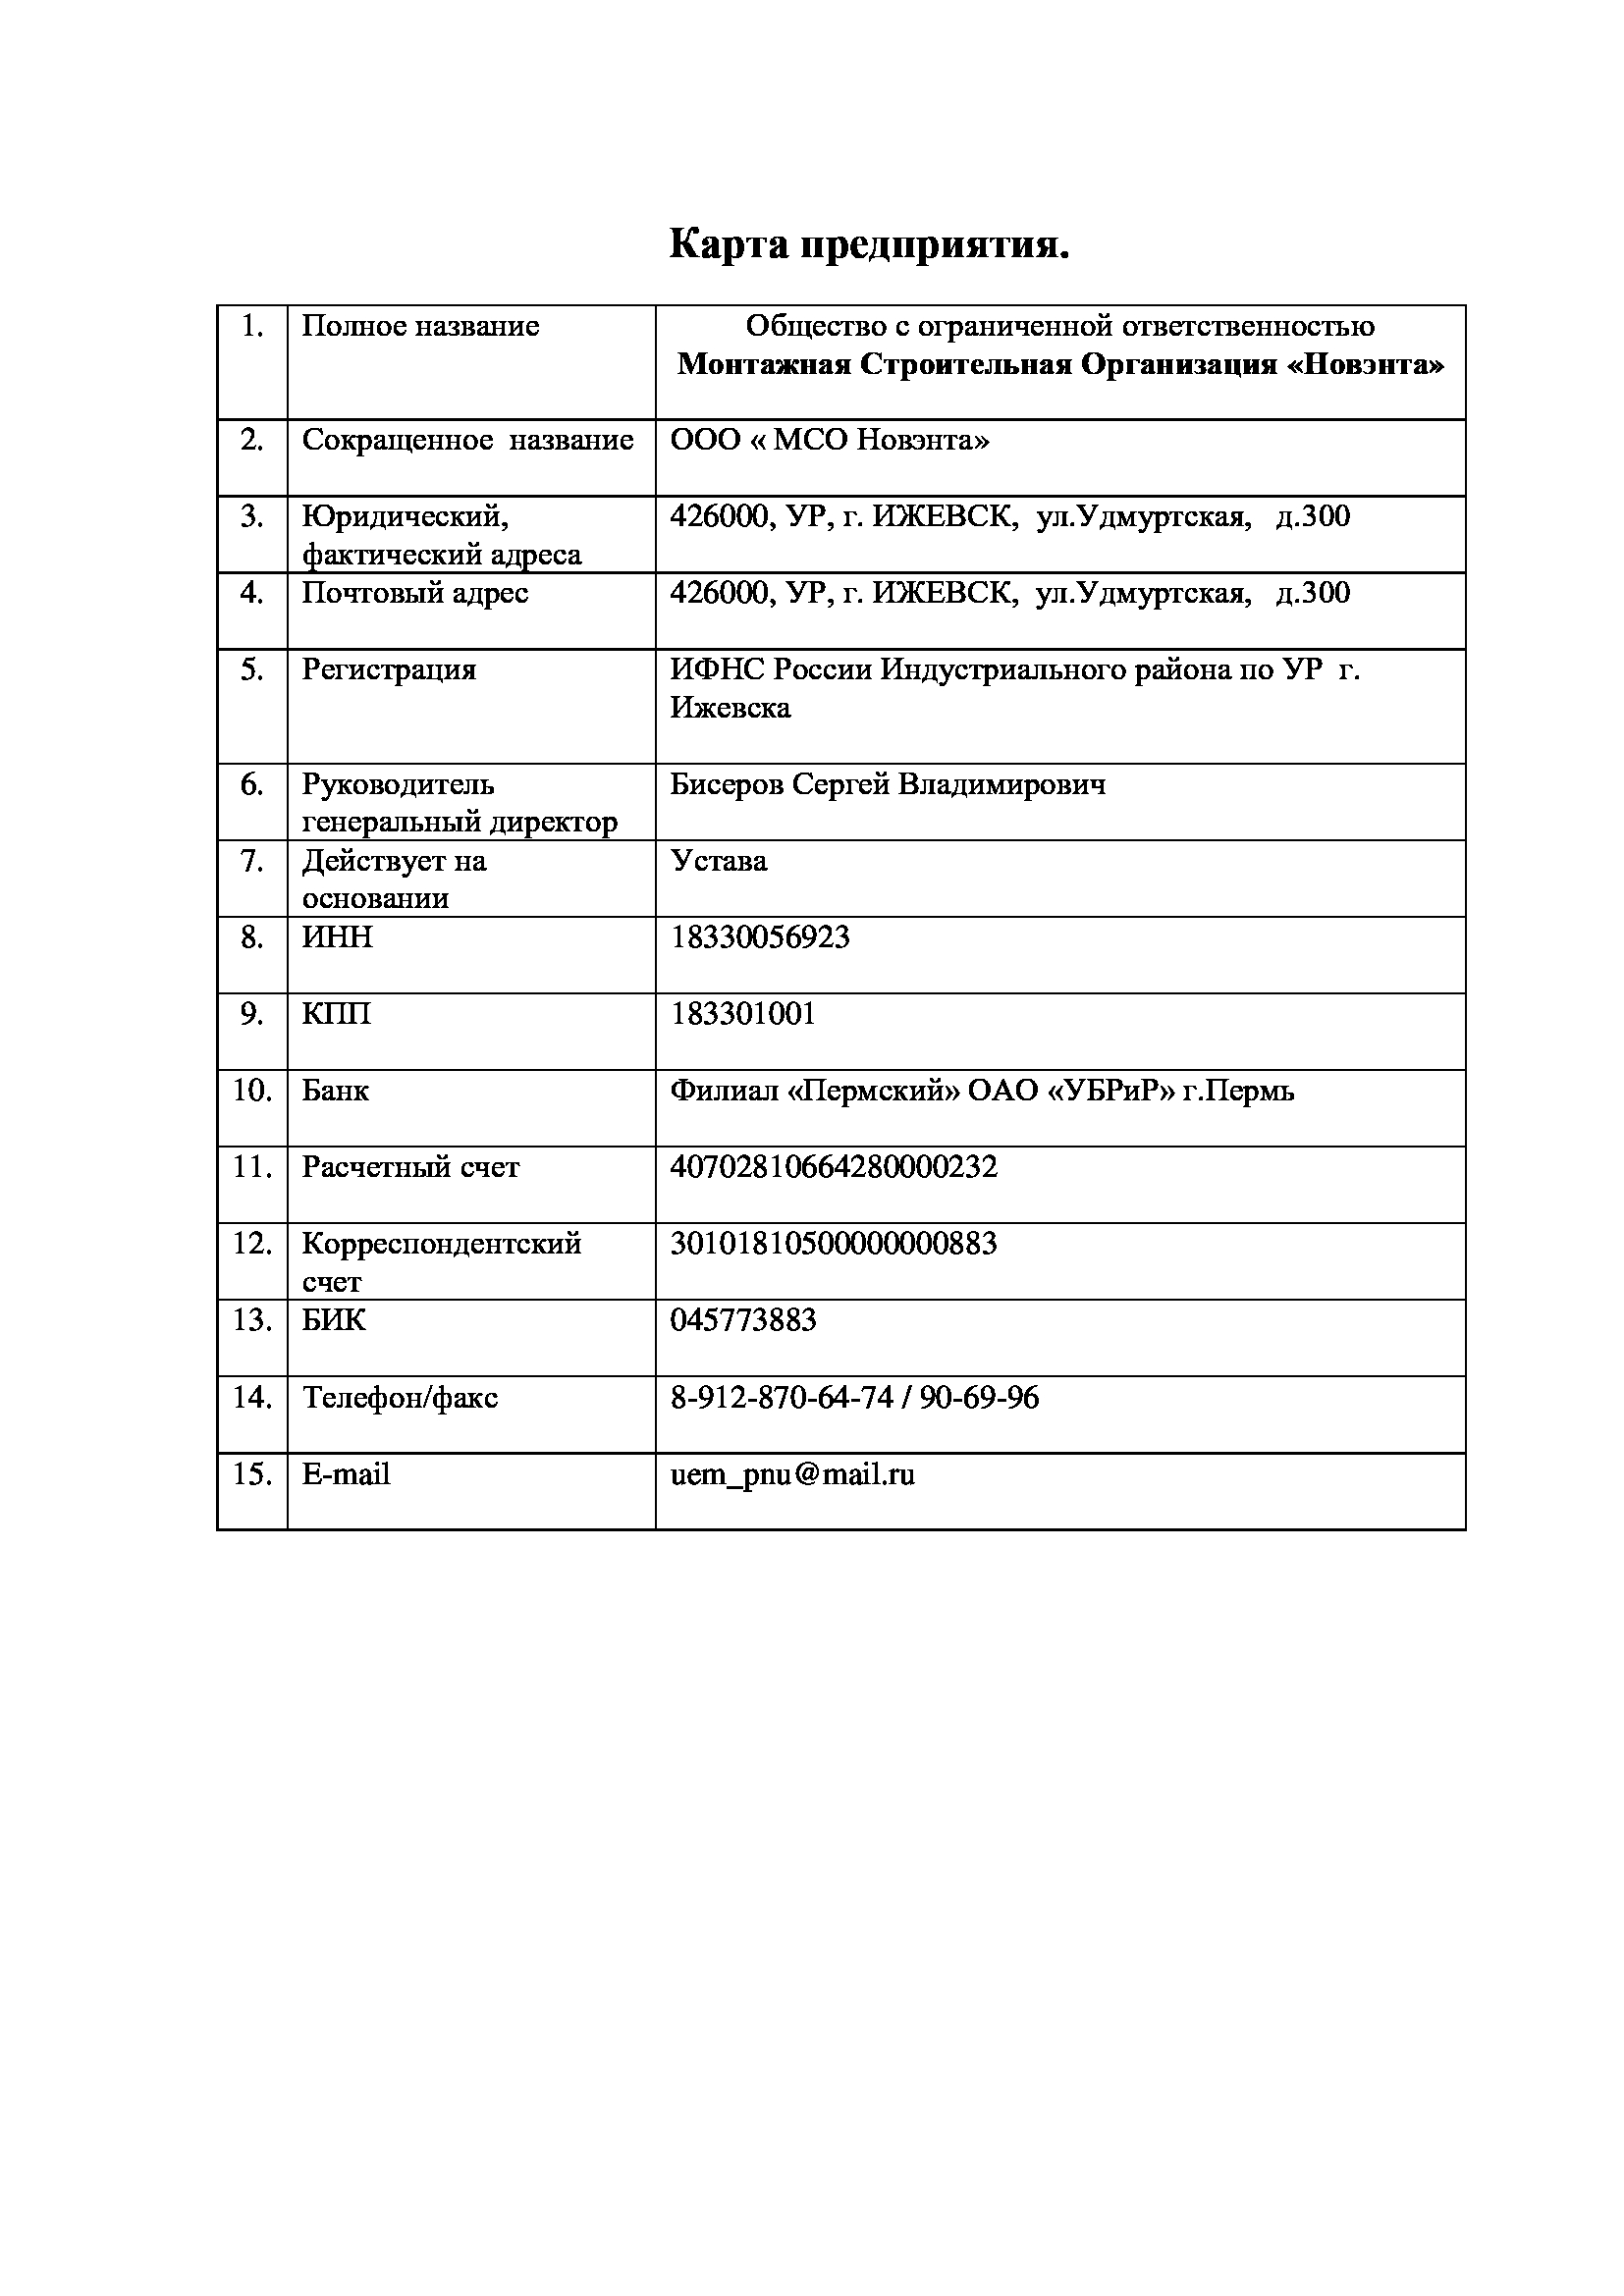 Карта предприятия.
1. Полное название Общество с ограниченной ответственностью
Монтажная Строительная Организация «Новэнта»
2. Сокращенное название ООО « МСО Новэнта»
3. Юридический, 426000, УР, г. ИЖЕВСК, ул.Удмуртская, д.300
фактический адреса
4. Почтовый адрес 426000, УР, г. ИЖЕВСК, ул.Удмуртская, д.300
5. Регистрация ИФНС России Индустриального района по УР г.
Ижевска
6. Руководитель Бисеров Сергей Владимирович
генеральный директор
7. Действует на Устава
основании
8. ИНН 18330056923
9. КПП 183301001
10. Банк Филиал «Пермский» ОАО «УБРиР» г.Пермь
11. Расчетный счет 40702810664280000232
12. Корреспондентский 30101810500000000883
счет
13. БИК 045773883
14. Телефон/факс 8-912-870-64-74 / 90-69-96
15. E-mail uem_pnu@mail.ru